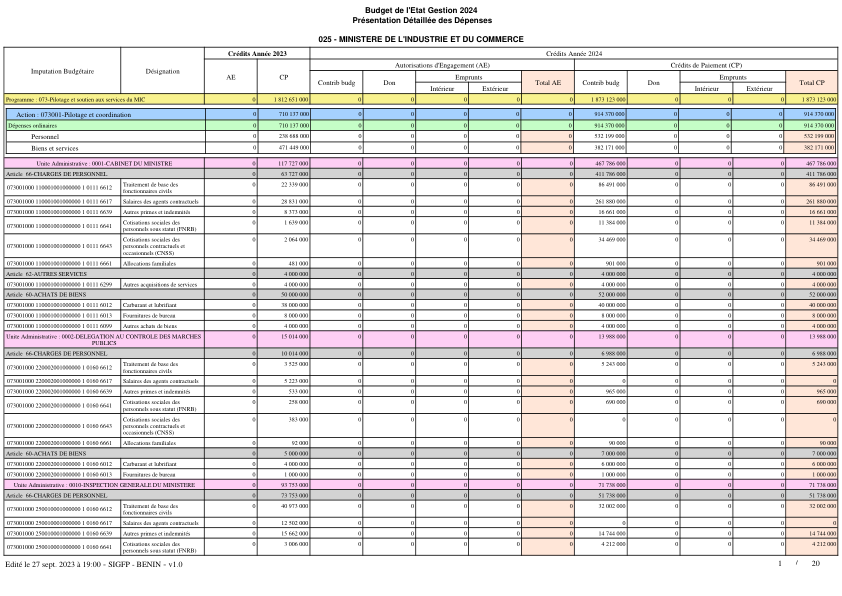 Budget de l'Etat Gestion 2024
Présentation Détaillée des Dépenses
025 - MINISTERE DE L'INDUSTRIE ET DU COMMERCE
Imputation Budgétaire Désignation Crédits Année 2023 Crédits Année 2024
AE CP Autorisations d'Engagement (AE) Crédits de Paiement (CP)
Contrib budg Don Emprunts Total AE Contrib budg Don Emprunts Total CP
Intérieur Extérieur Intérieur Extérieur
Programme : 073-Pilotage et soutien aux services du MIC 0 1 812 651 000 0 0 0 0 0 1 873 123 000 0 0 0 1 873 123 000
Action : 073001-Pilotage et coordination 0 710 137 000 0 0 0 0 0 914 370 000 0 0 0 914 370 000
Dépenses ordinaires 0 710 137 000 0 0 0 0 0 914 370 000 0 0 0 914 370 000
Personnel 0 238 688 000 0 0 0 0 0 532 199 000 0 0 0 532 199 000
Biens et services 0 471 449 000 0 0 0 0 0 382 171 000 0 0 0 382 171 000
Unite Administrative : 0001-CABINET DU MINISTRE 0 117 727 000 0 0 0 0 0 467 786 000 0 0 0 467 786 000
Article 66-CHARGES DE PERSONNEL 0 63 727 000 0 0 0 0 0 411 786 000 0 0 0 411 786 000
073001000 1100010010000000 1 0111 6612 Traitement de base des fonctionnaires civils 0 22 339 000 0 0 0 0 0 86 491 000 0 0 0 86 491 000
073001000 1100010010000000 1 0111 6617 Salaires des agents contractuels 0 28 831 000 0 0 0 0 0 261 880 000 0 0 0 261 880 000
073001000 1100010010000000 1 0111 6639 Autres primes et indemnités 0 8 373 000 0 0 0 0 0 16 661 000 0 0 0 16 661 000
073001000 1100010010000000 1 0111 6641 Cotisations sociales des personnels sous statut (FNRB) 0 1 639 000 0 0 0 0 0 11 384 000 0 0 0 11 384 000
073001000 1100010010000000 1 0111 6643 Cotisations sociales des personnels contractuels et occasionnels (CNSS) 0 2 064 000 0 0 0 0 0 34 469 000 0 0 0 34 469 000
073001000 1100010010000000 1 0111 6661 Allocations familiales 0 481 000 0 0 0 0 0 901 000 0 0 0 901 000
Article 62-AUTRES SERVICES 0 4 000 000 0 0 0 0 0 4 000 000 0 0 0 4 000 000
073001000 1100010010000000 1 0111 6299 Autres acquisitions de services 0 4 000 000 0 0 0 0 0 4 000 000 0 0 0 4 000 000
Article 60-ACHATS DE BIENS 0 50 000 000 0 0 0 0 0 52 000 000 0 0 0 52 000 000
073001000 1100010010000000 1 0111 6012 Carburant et lubrifiant 0 38 000 000 0 0 0 0 0 40 000 000 0 0 0 40 000 000
073001000 1100010010000000 1 0111 6013 Fournitures de bureau 0 8 000 000 0 0 0 0 0 8 000 000 0 0 0 8 000 000
073001000 1100010010000000 1 0111 6099 Autres achats de biens 0 4 000 000 0 0 0 0 0 4 000 000 0 0 0 4 000 000
Unite Administrative : 0002-DELEGATION AU CONTROLE DES MARCHES PUBLICS 0 15 014 000 0 0 0 0 0 13 988 000 0 0 0 13 988 000
Article 66-CHARGES DE PERSONNEL 0 10 014 000 0 0 0 0 0 6 988 000 0 0 0 6 988 000
073001000 2200020010000000 1 0160 6612 Traitement de base des fonctionnaires civils 0 3 525 000 0 0 0 0 0 5 243 000 0 0 0 5 243 000
073001000 2200020010000000 1 0160 6617 Salaires des agents contractuels 0 5 223 000 0 0 0 0 0 0 0 0 0 0
073001000 2200020010000000 1 0160 6639 Autres primes et indemnités 0 533 000 0 0 0 0 0 965 000 0 0 0 965 000
073001000 2200020010000000 1 0160 6641 Cotisations sociales des personnels sous statut (FNRB) 0 258 000 0 0 0 0 0 690 000 0 0 0 690 000
073001000 2200020010000000 1 0160 6643 Cotisations sociales des personnels contractuels et occasionnels (CNSS) 0 383 000 0 0 0 0 0 0 0 0 0 0
073001000 2200020010000000 1 0160 6661 Allocations familiales 0 92 000 0 0 0 0 0 90 000 0 0 0 90 000
Article 60-ACHATS DE BIENS 0 5 000 000 0 0 0 0 0 7 000 000 0 0 0 7 000 000
073001000 2200020010000000 1 0160 6012 Carburant et lubrifiant 0 4 000 000 0 0 0 0 0 6 000 000 0 0 0 6 000 000
073001000 2200020010000000 1 0160 6013 Fournitures de bureau 0 1 000 000 0 0 0 0 0 1 000 000 0 0 0 1 000 000
Unite Administrative : 0010-INSPECTION GENERALE DU MINISTERE 0 93 753 000 0 0 0 0 0 71 738 000 0 0 0 71 738 000
Article 66-CHARGES DE PERSONNEL 0 73 753 000 0 0 0 0 0 51 738 000 0 0 0 51 738 000
073001000 2500100010000000 1 0160 6612 Traitement de base des fonctionnaires civils 0 40 973 000 0 0 0 0 0 32 002 000 0 0 0 32 002 000
073001000 2500100010000000 1 0160 6617 Salaires des agents contractuels 0 12 502 000 0 0 0 0 0 0 0 0 0 0
073001000 2500100010000000 1 0160 6639 Autres primes et indemnités 0 15 662 000 0 0 0 0 0 14 744 000 0 0 0 14 744 000
073001000 2500100010000000 1 0160 6641 Cotisations sociales des personnels sous statut (FNRB) 0 3 006 000 0 0 0 0 0 4 212 000 0 0 0 4 212 000
Edité le 27 sept. 2023 à 19:00 - SIGFP - BENIN - v1.0 1 / 20